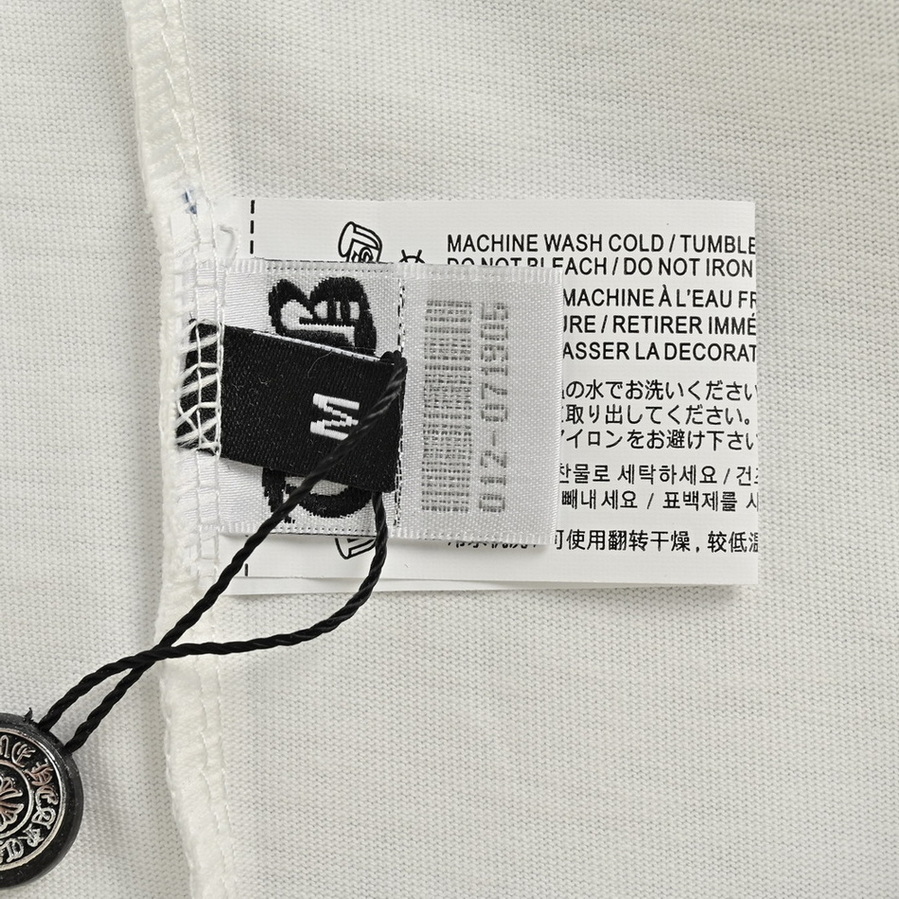 MACHINE WASH COLD / TUMBLE
DO NOT BLEACH / DO NOT IRON
MACHINE À L'EAU FR
URE / RETIRER IMMÉ
ASSER LA DECORAT
の水でお洗いください
取り出してください。
イロンをお避け下さい
찬물로 세탁하세요 / 건조
빼내세요 / 표백제를 사
可使用翻转干燥，较低温
M
012-071905